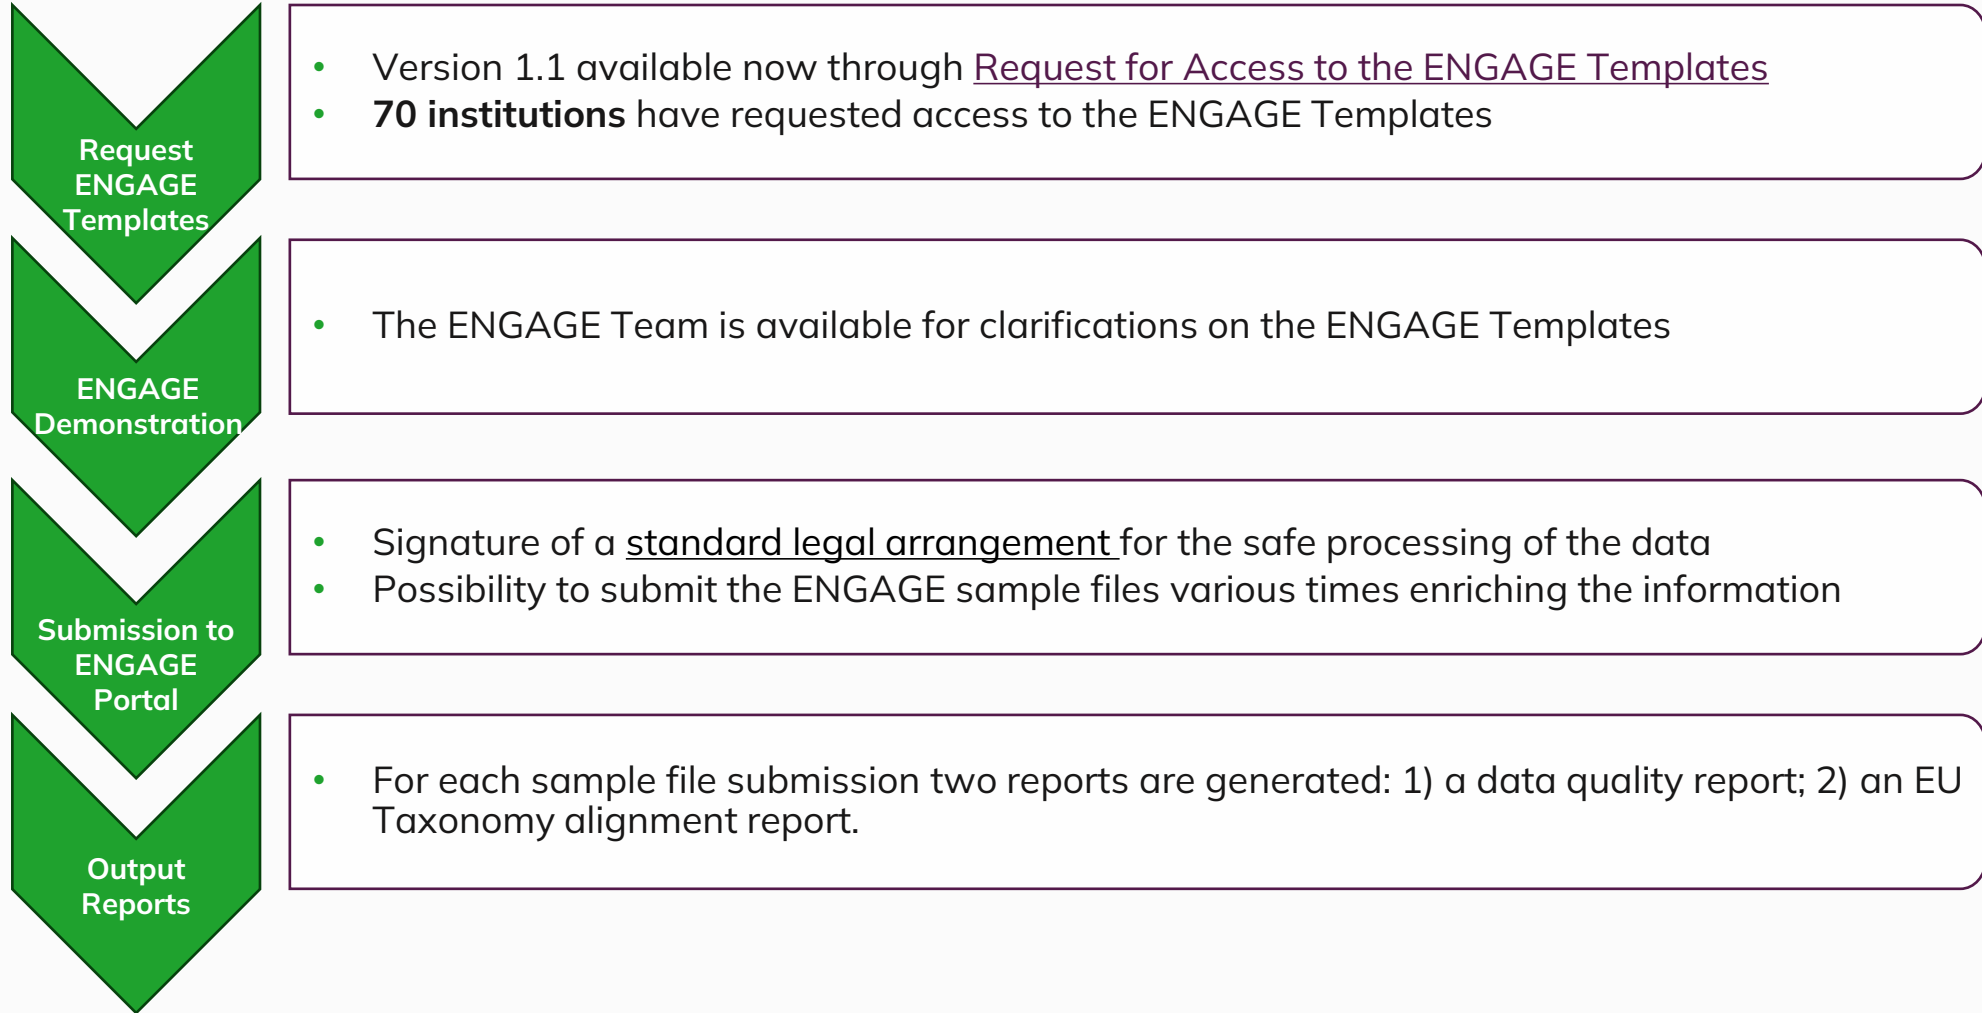 Request
ENGAGE
Templates
• Version 1.1 available now through Request for Access to the ENGAGE Templates
• 70 institutions have requested access to the ENGAGE Templates
ENGAGE
Demonstration
• The ENGAGE Team is available for clarifications on the ENGAGE Templates
Submission to
ENGAGE
Portal
• Signature of a standard legal arrangement for the safe processing of the data
• Possibility to submit the ENGAGE sample files various times enriching the information
Output
Reports
• For each sample file submission two reports are generated: 1) a data quality report; 2) an EU
Taxonomy alignment report.